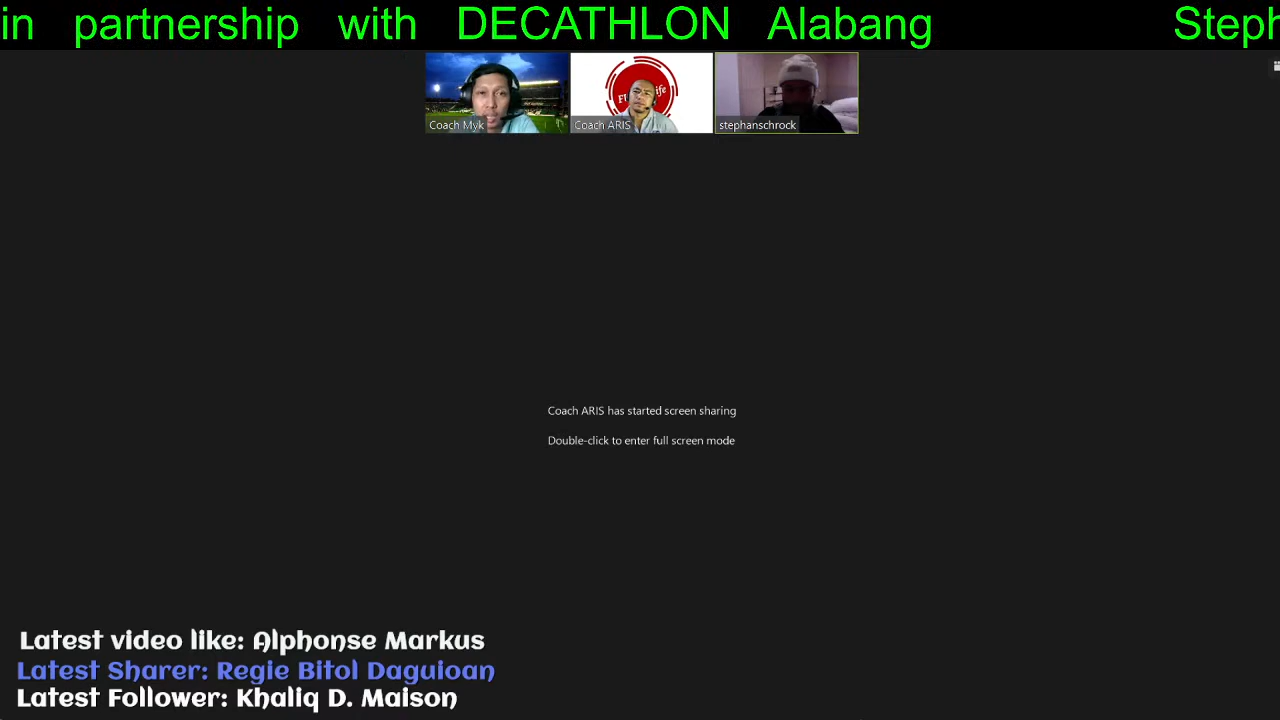 in partnership with DECATHLON Alabang Steph
Coach Myk
Coach ARIS
stephanschrock
Coach ARIS has started screen sharing
Double-click to enter full screen mode
Latest video like: Alphonse Markus
Latest Sharer: Regie Bitol Daguioan
Latest Follower: Khaliq D. Maison